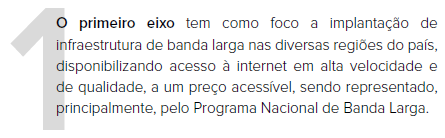 1
O primeiro eixo tem como foco a implantação de
infraestrutura de banda larga nas diversas regiões do país,
disponibilizando acesso à internet em alta velocidade e
de qualidade, a um preço acessível, sendo representado,
principalmente, pelo Programa Nacional de Banda Larga.